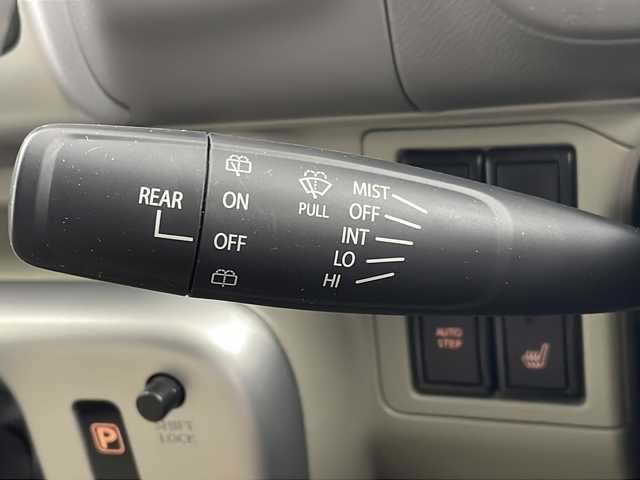 REAR
ON
OFF
PULL
MIST
OFF
INT
LO
HI
AUTO
STEP
P
SHIFT
LOCK